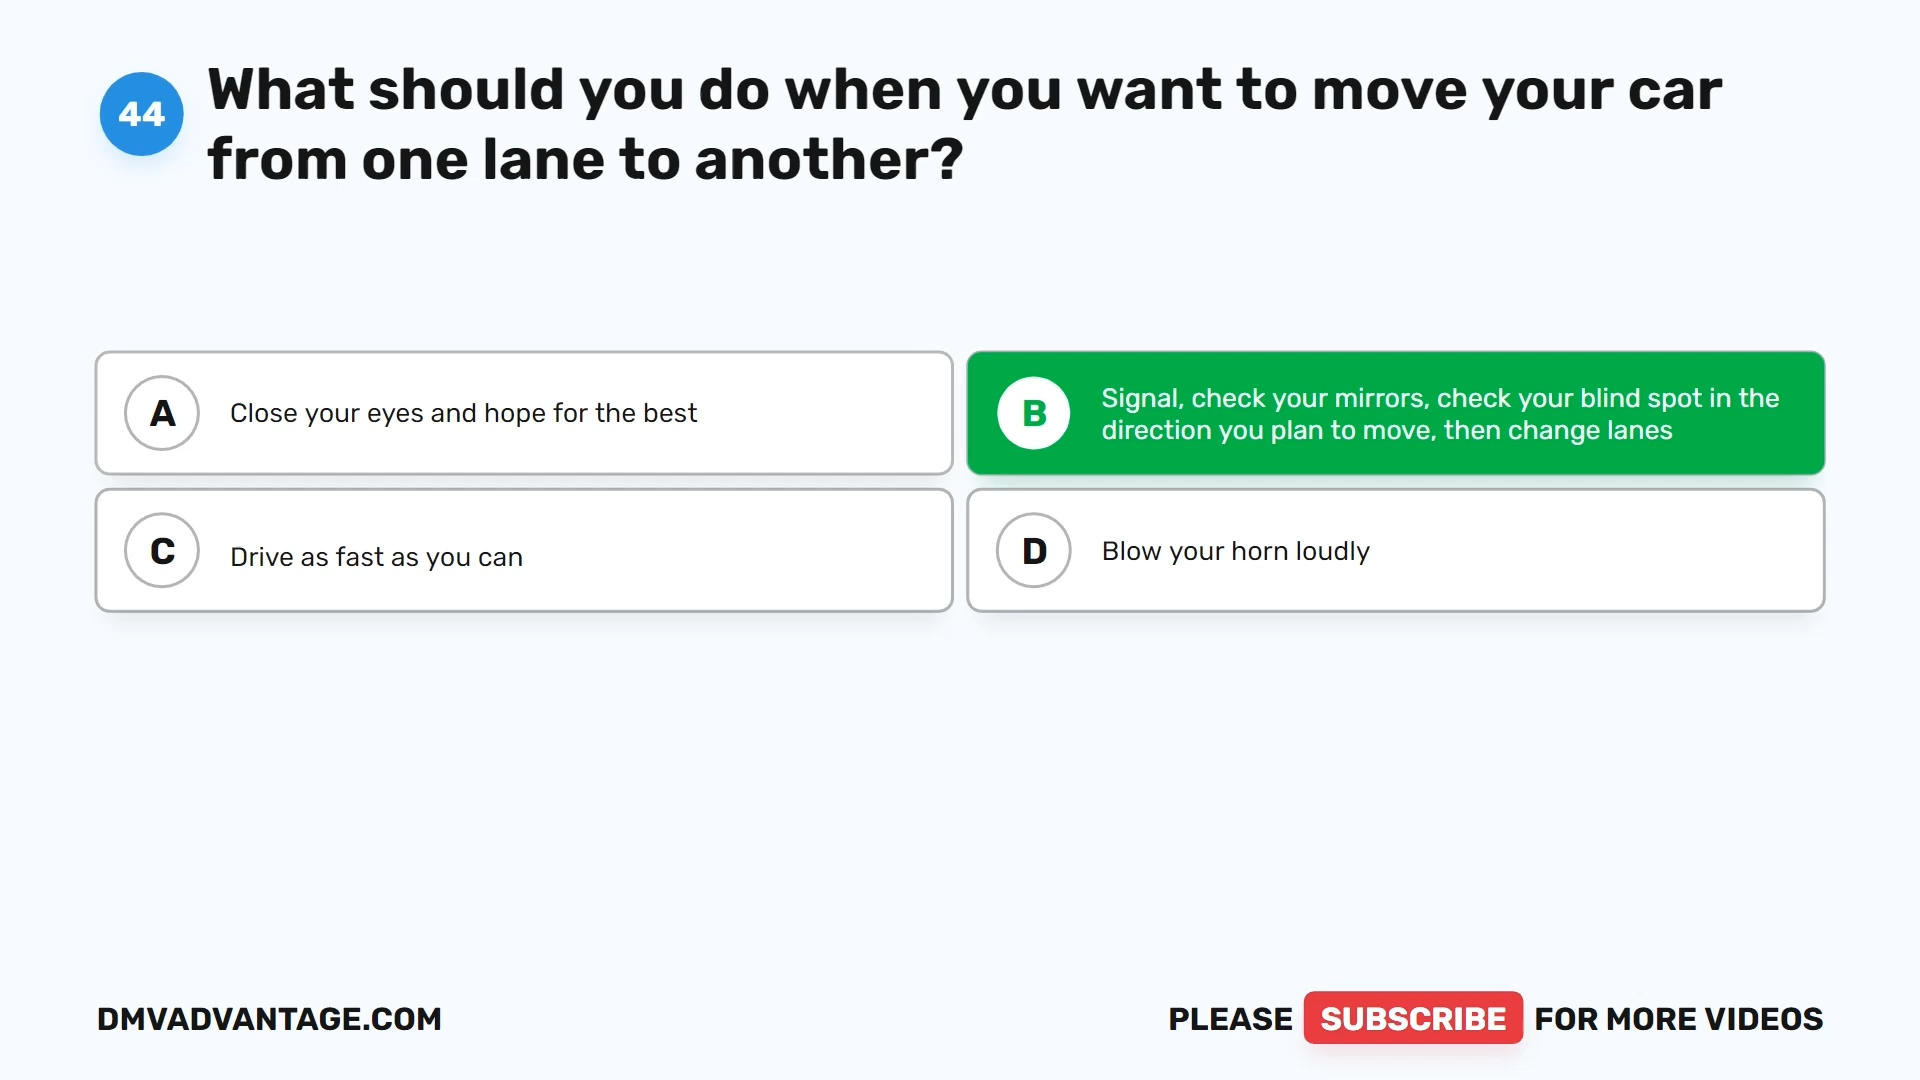 44
What should you do when you want to move your car
from one lane to another?
A
Close your eyes and hope for the best
B
Signal, check your mirrors, check your blind spot in the
direction you plan to move, then change lanes
C
Drive as fast as you can
D
Blow your horn loudly
DMVADVANTAGE.COM
PLEASE SUBSCRIBE FOR MORE VIDEOS